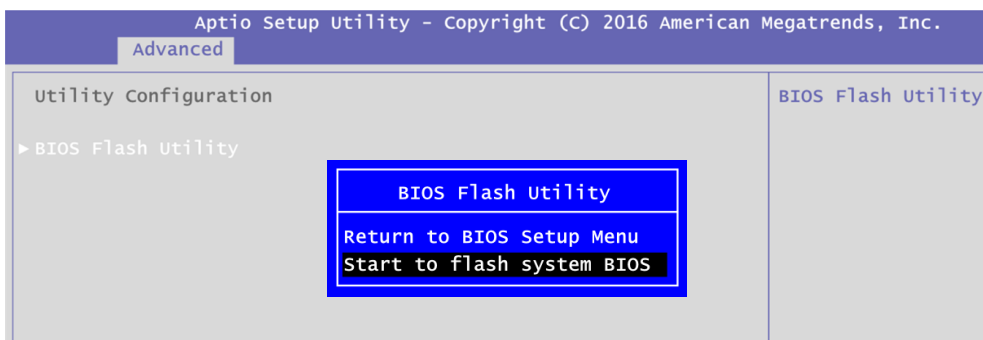 Aptio Setup Utility - Copyright (C) 2016 American Megatrends, Inc.
Advanced
Utility Configuration
BIOS Flash Utility
►BIOS Flash Utility
BIOS Flash Utility
Return to BIOS Setup Menu
Start to flash system BIOS